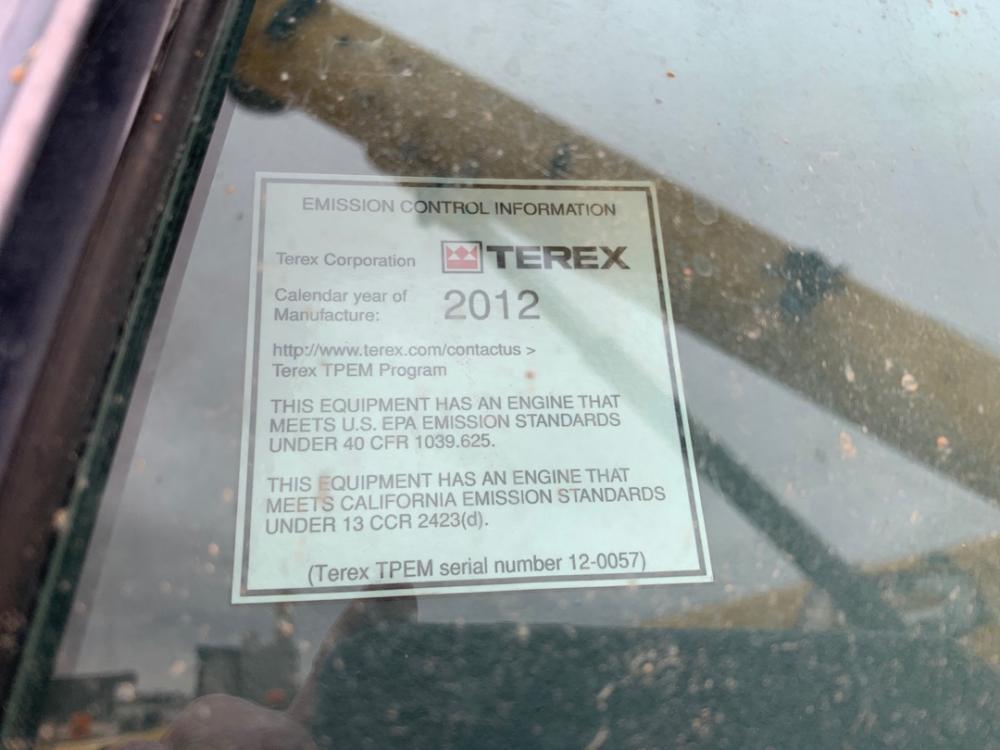 EMISSION CONTROL INFORMATION
Terex Corporation TEREX
Calendar year of
Manufacture: 2012
http://www.terex.com/contactus >
Terex TPEM Program
THIS EQUIPMENT HAS AN ENGINE THAT
MEETS U.S. EPA EMISSION STANDARDS
UNDER 40 CFR 1039.625.
THIS EQUIPMENT HAS AN ENGINE THAT
MEETS CALIFORNIA EMISSION STANDARDS
UNDER 13 CCR 2423(d).
(Terex TPEM serial number 12-0057)